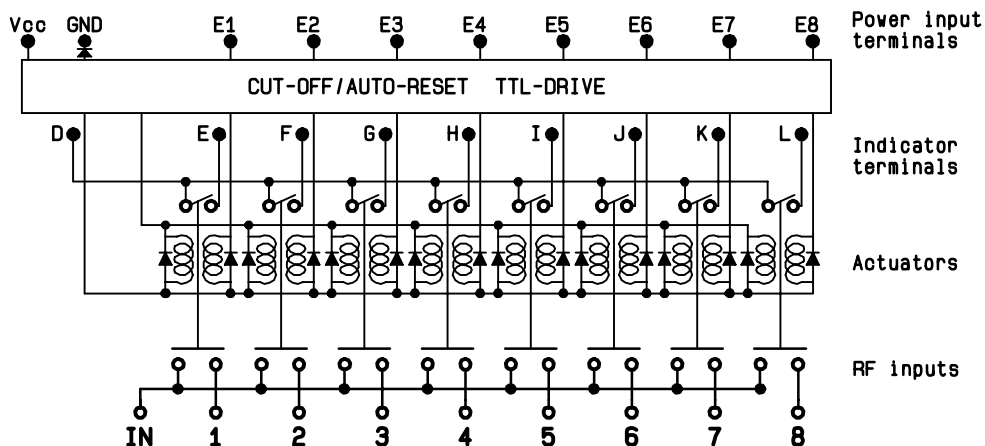 Vcc GND E1 E2 E3 E4 E5 E6 E7 E8 Power input
terminals
CUT-OFF/AUTO-RESET TTL-DRIVE
D E F G H I J K L Indicator
terminals
Actuators
RF inputs
IN 1 2 3 4 5 6 7 8